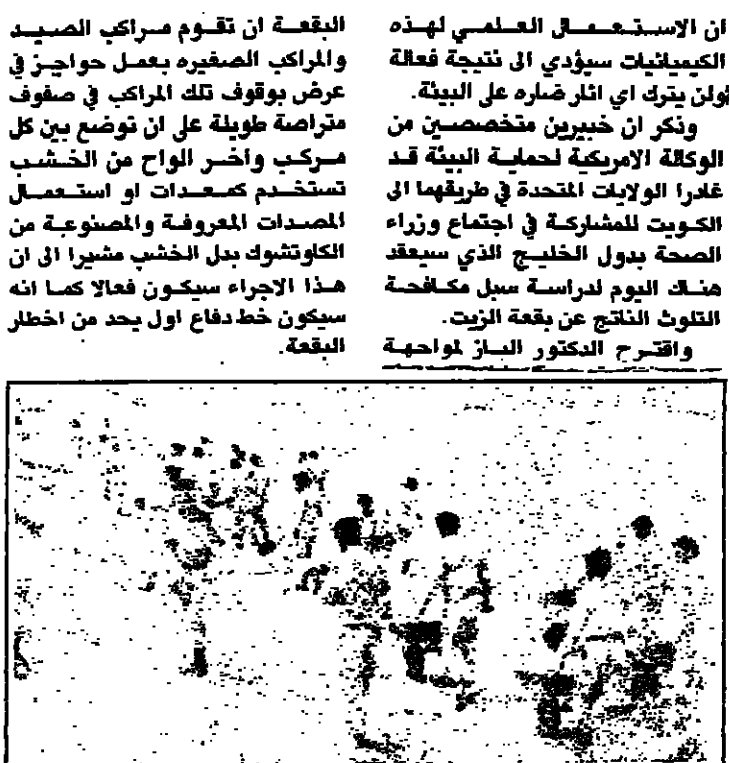 ان الاستعمال العلمي لهذه
الكيميائيات سيؤدي الى نتيجة فعالة
ولن يترك اي اثار ضاره على البيئة.
وذكر ان خبيرين متخصصين من
الوكالة الامريكية لحماية البيئة قد
غادرا الولايات المتحدة في طريقهما الى
الكويت للمشاركة في اجتماع وزراء
الصحة بدول الخليج الذي سيعقد
هناك اليوم لدراسة سبل مكافحة
التلوث الناتج عن بقعة الزيت.
واقترح الدكتور الباز لمواجهة
البقعة ان تقوم مراكب الصيد
والمراكب الصغيره بعمل حواجز في
عرض بوقوف تلك المراكب في صفوف
متراصة طويلة على ان توضع بين كل
مركب واخر الواح من الخشب
تستخدم كمعدات او استعمال
المصدات المعروفة والمصنوعة من
الكاوتشوك بدل الخشب مشيرا الى ان
هذا الاجراء سيكون فعالا كما انه
سيكون خط دفاع اول يحد من اخطار
البقعة.